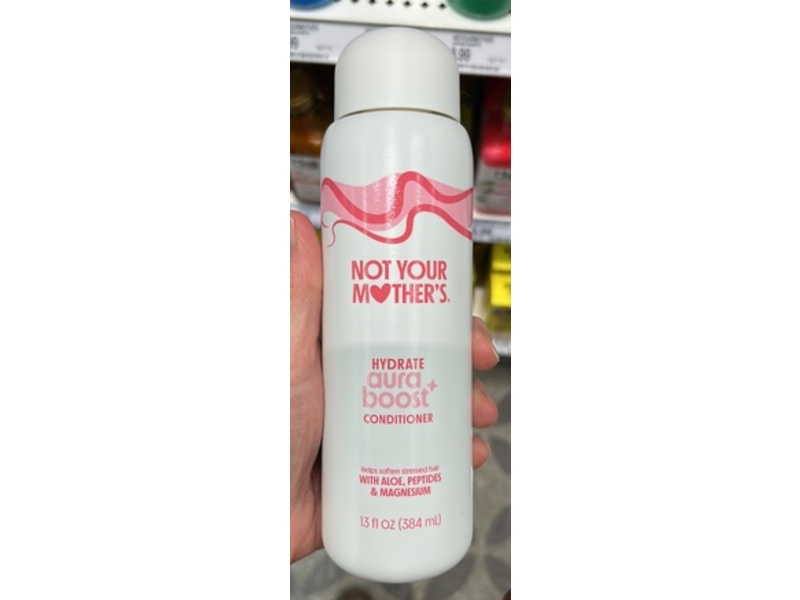 NOT YOUR
MOTHER'S®
HYDRATE
aura
boost
CONDITIONER
Helps soften stressed hair
WITH ALOE, PEPTIDES
& MAGNESIUM
13 fl oz (384 mL)